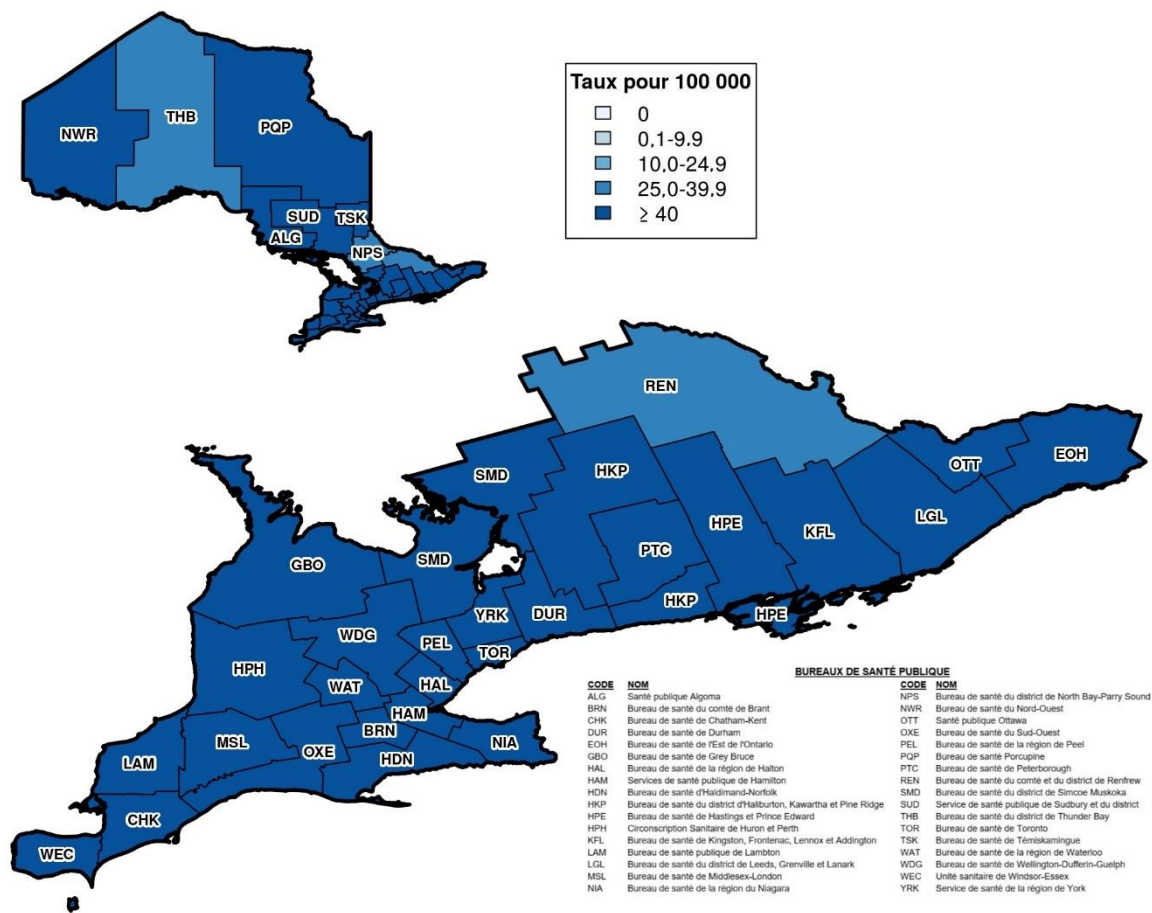 Taux pour 100 000
0
0,1-9,9
10,0-24,9
25,0-39,9
≥ 40
THB
NWR
PQP
SUD
TSK
ALG
NPS
REN
EOH
OTT
SMD
HKP
LGL
HPE
KFL
PTC
GBO
SMD
HKP
YRK
DUR
HPE
WDG
PEL
TOR
HPH
WAT
HAL
HAM
BRN
MSL
OXE
NIA
HDN
LAM
CHK
WEC
BUREAUX DE SANTÉ PUBLIQUE
CODE NOM
ALG Santé publique Algoma
BRN Bureau de santé du comté de Brant
CHK Bureau de santé de Chatham-Kent
DUR Bureau de santé de Durham
EOH Bureau de santé de l'Est de l'Ontario
GBO Bureau de santé de Grey Bruce
HAL Bureau de santé de la région de Halton
HAM Services de santé publique de Hamilton
HDN Bureau de santé d'Haldimand-Norfolk
HKP Bureau de santé du district d'Haliburton, Kawartha et Pine Ridge
HPE Bureau de santé de Hastings et Prince Edward
HPH Circonscription Sanitaire de Huron et Perth
KFL Bureau de santé de Kingston, Frontenac, Lennox et Addington
LAM Bureau de santé publique de Lambton
LGL Bureau de santé du district de Leeds, Grenville et Lanark
MSL Bureau de santé de Middlesex-London
NIA Bureau de santé de la région du Niagara
CODE NOM
NPS Bureau de santé du district de North Bay-Parry Sound
NWR Bureau de santé du Nord-Ouest
OTT Santé publique Ottawa
OXE Bureau de santé du Sud-Ouest
PEL Bureau de santé de la région de Peel
PQP Bureau de santé Porcupine
PTC Bureau de santé de Peterborough
REN Bureau de santé du comté et du district de Renfrew
SMD Bureau de santé du district de Simcoe Muskoka
SUD Service de santé publique de Sudbury et du district
THB Bureau de santé du district de Thunder Bay
TOR Bureau de santé de Toronto
TSK Bureau de santé de Témiskamingue
WAT Bureau de santé de la région de Waterloo
WDG Bureau de santé de Wellington-Dufferin-Guelph
WEC Unité sanitaire de Windsor-Essex
YRK Service de santé de la région de York